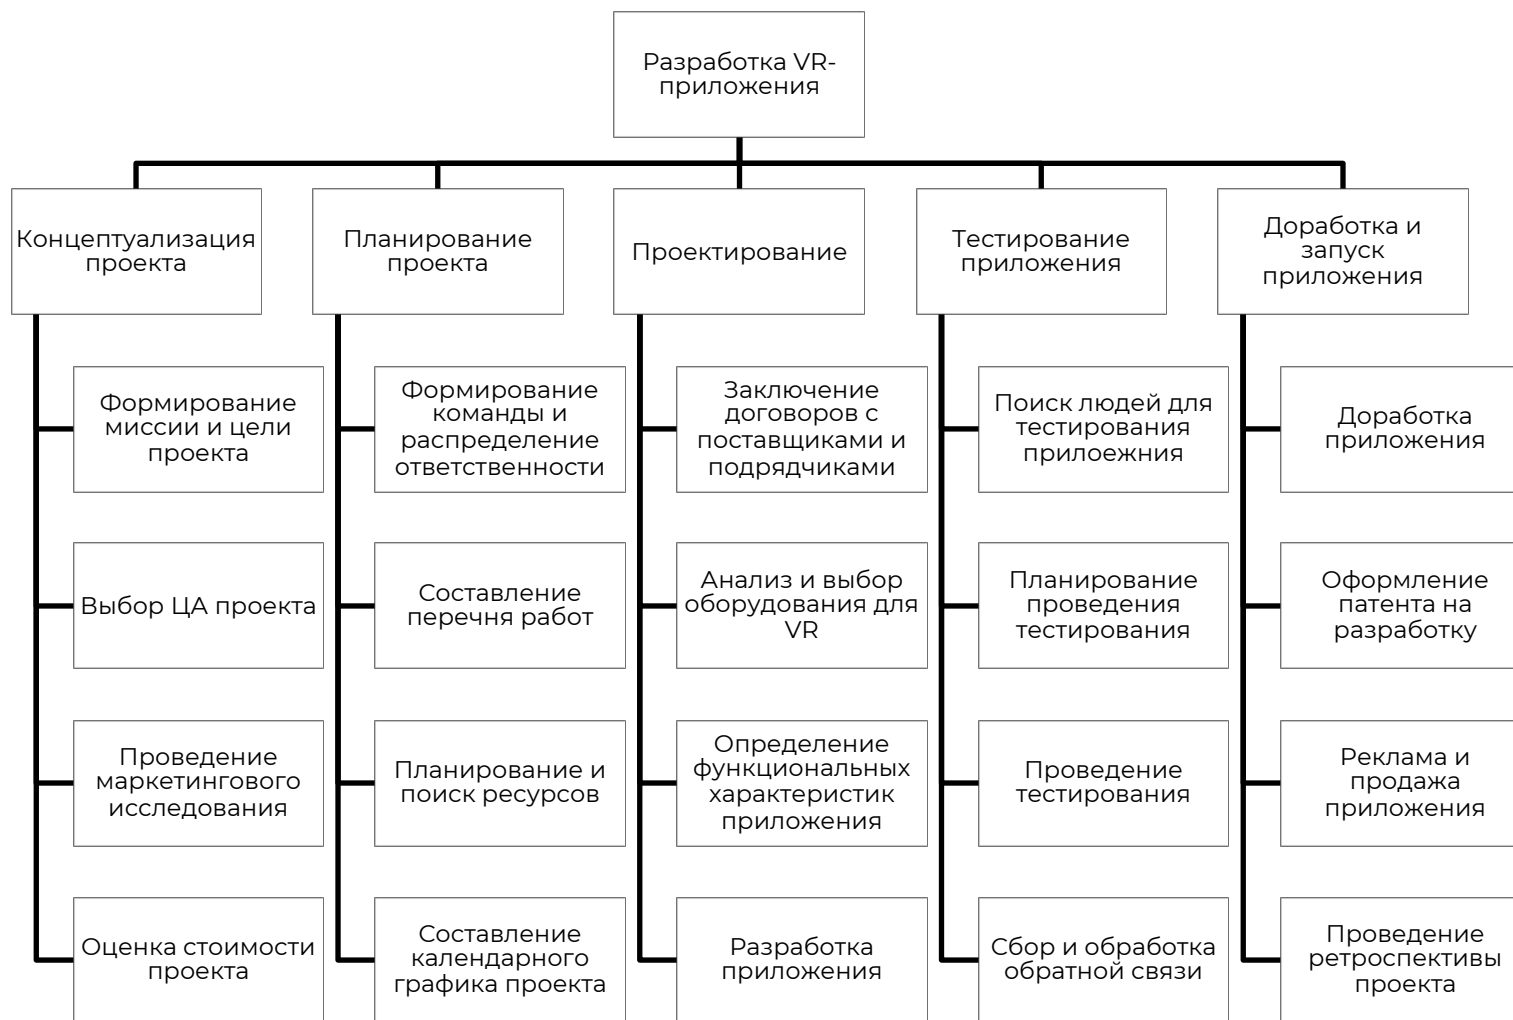 Разработка VR-
приложения
Концептуализация
проекта
Планирование
проекта
Проектирование
Тестирование
приложения
Доработка и
запуск
приложения
Формирование
миссии и цели
проекта
Формирование
команды и
распределение
ответственности
Заключение
договоров с
поставщиками и
подрядчиками
Поиск людей для
тестирования
прилоежния
Доработка
приложения
Выбор ЦА проекта
Составление
перечня работ
Анализ и выбор
оборудования для
VR
Планирование
проведения
тестирования
Оформление
патента на
разработку
Проведение
маркетингового
исследования
Планирование и
поиск ресурсов
Определение
функциональных
характеристик
приложения
Проведение
тестирования
Реклама и
продажа
приложения
Оценка стоимости
проекта
Составление
календарного
графика проекта
Разработка
приложения
Сбор и обработка
обратной связи
Проведение
ретроспективы
проекта